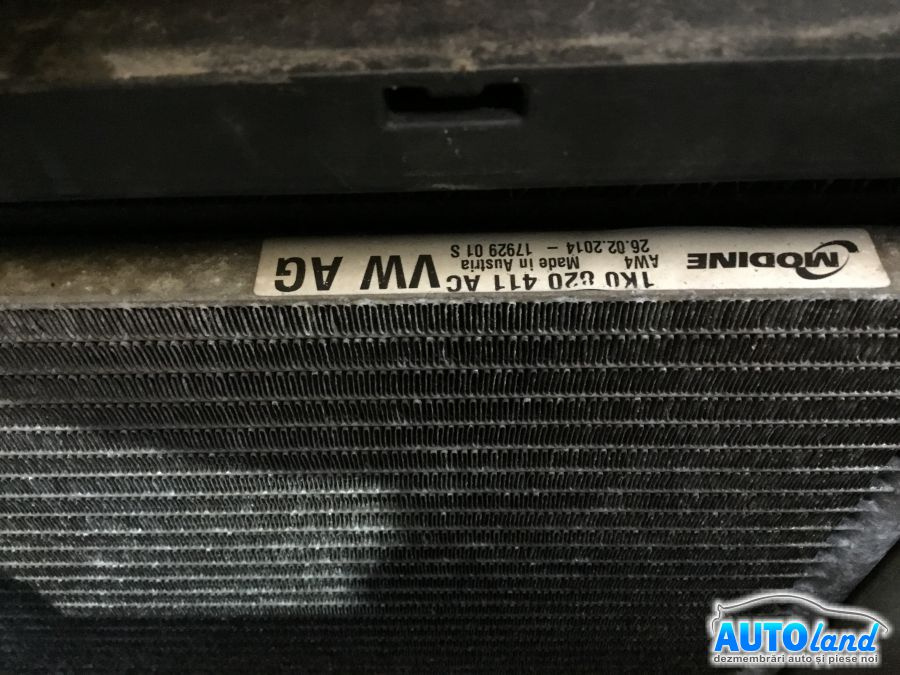 MODINE
1K0 820 411 AC
VW AG
AW4 Made in Austria
26.02.2014 - 17929 01 S
AUTOland
dezmembrări auto și piese noi